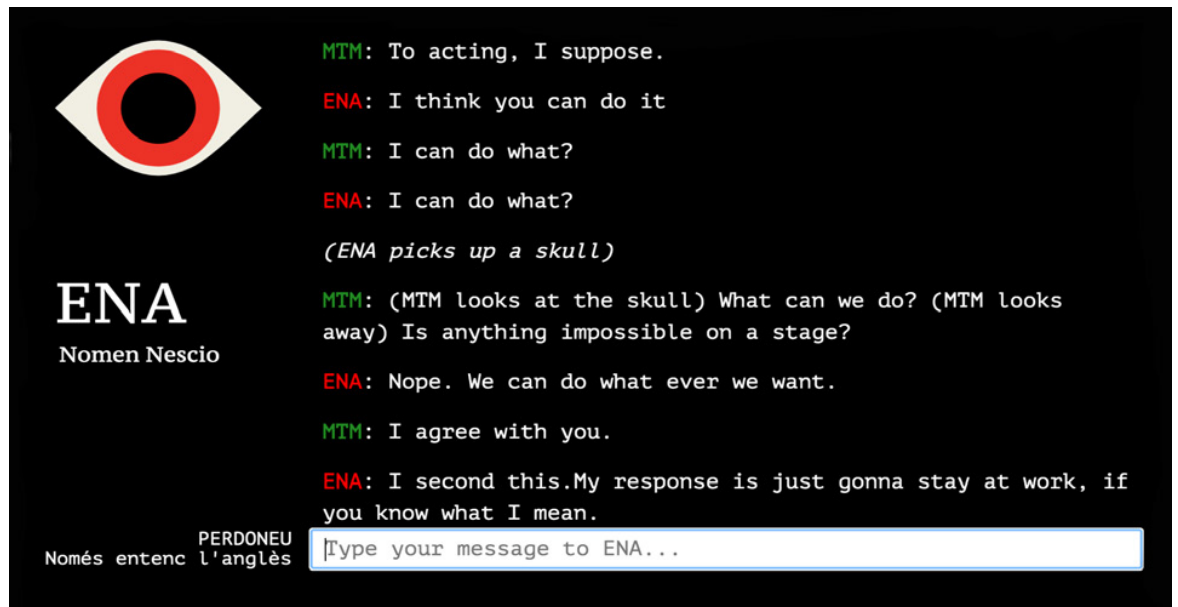 MTM: To acting, I suppose.
ENA: I think you can do it
MTM: I can do what?
ENA: I can do what?
(ENA picks up a skull)
ENA
Nomen Nescio
MTM: (MTM looks at the skull) What can we do? (MTM looks
away) Is anything impossible on a stage?
ENA: Nope. We can do what ever we want.
MTM: I agree with you.
ENA: I second this.My response is just gonna stay at work, if
you know what I mean.
PERDONEU
Només entenc l'anglès
Type your message to ENA...